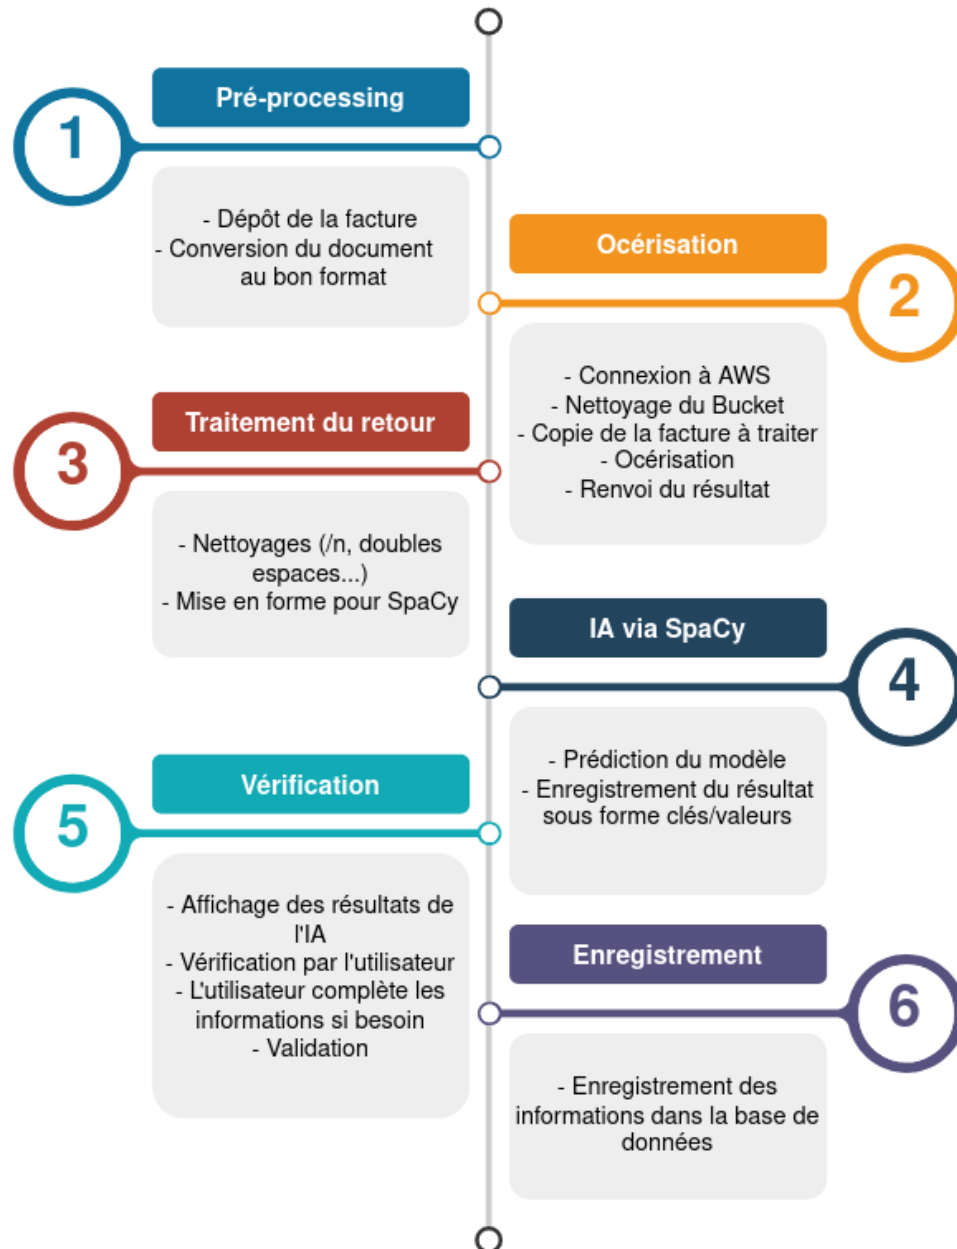 1
Pré-processing
- Dépôt de la facture
- Conversion du document
au bon format
2
Océrisation
- Connexion à AWS
- Nettoyage du Bucket
- Copie de la facture à traiter
- Océrisation
- Renvoi du résultat
3
Traitement du retour
- Nettoyages (/n, doubles
espaces...)
- Mise en forme pour SpaCy
4
IA via SpaCy
- Prédiction du modèle
- Enregistrement du résultat
sous forme clés/valeurs
5
Vérification
- Affichage des résultats de
l'IA
- Vérification par l'utilisateur
- L'utilisateur complète les
informations si besoin
- Validation
6
Enregistrement
- Enregistrement des
informations dans la base de
données